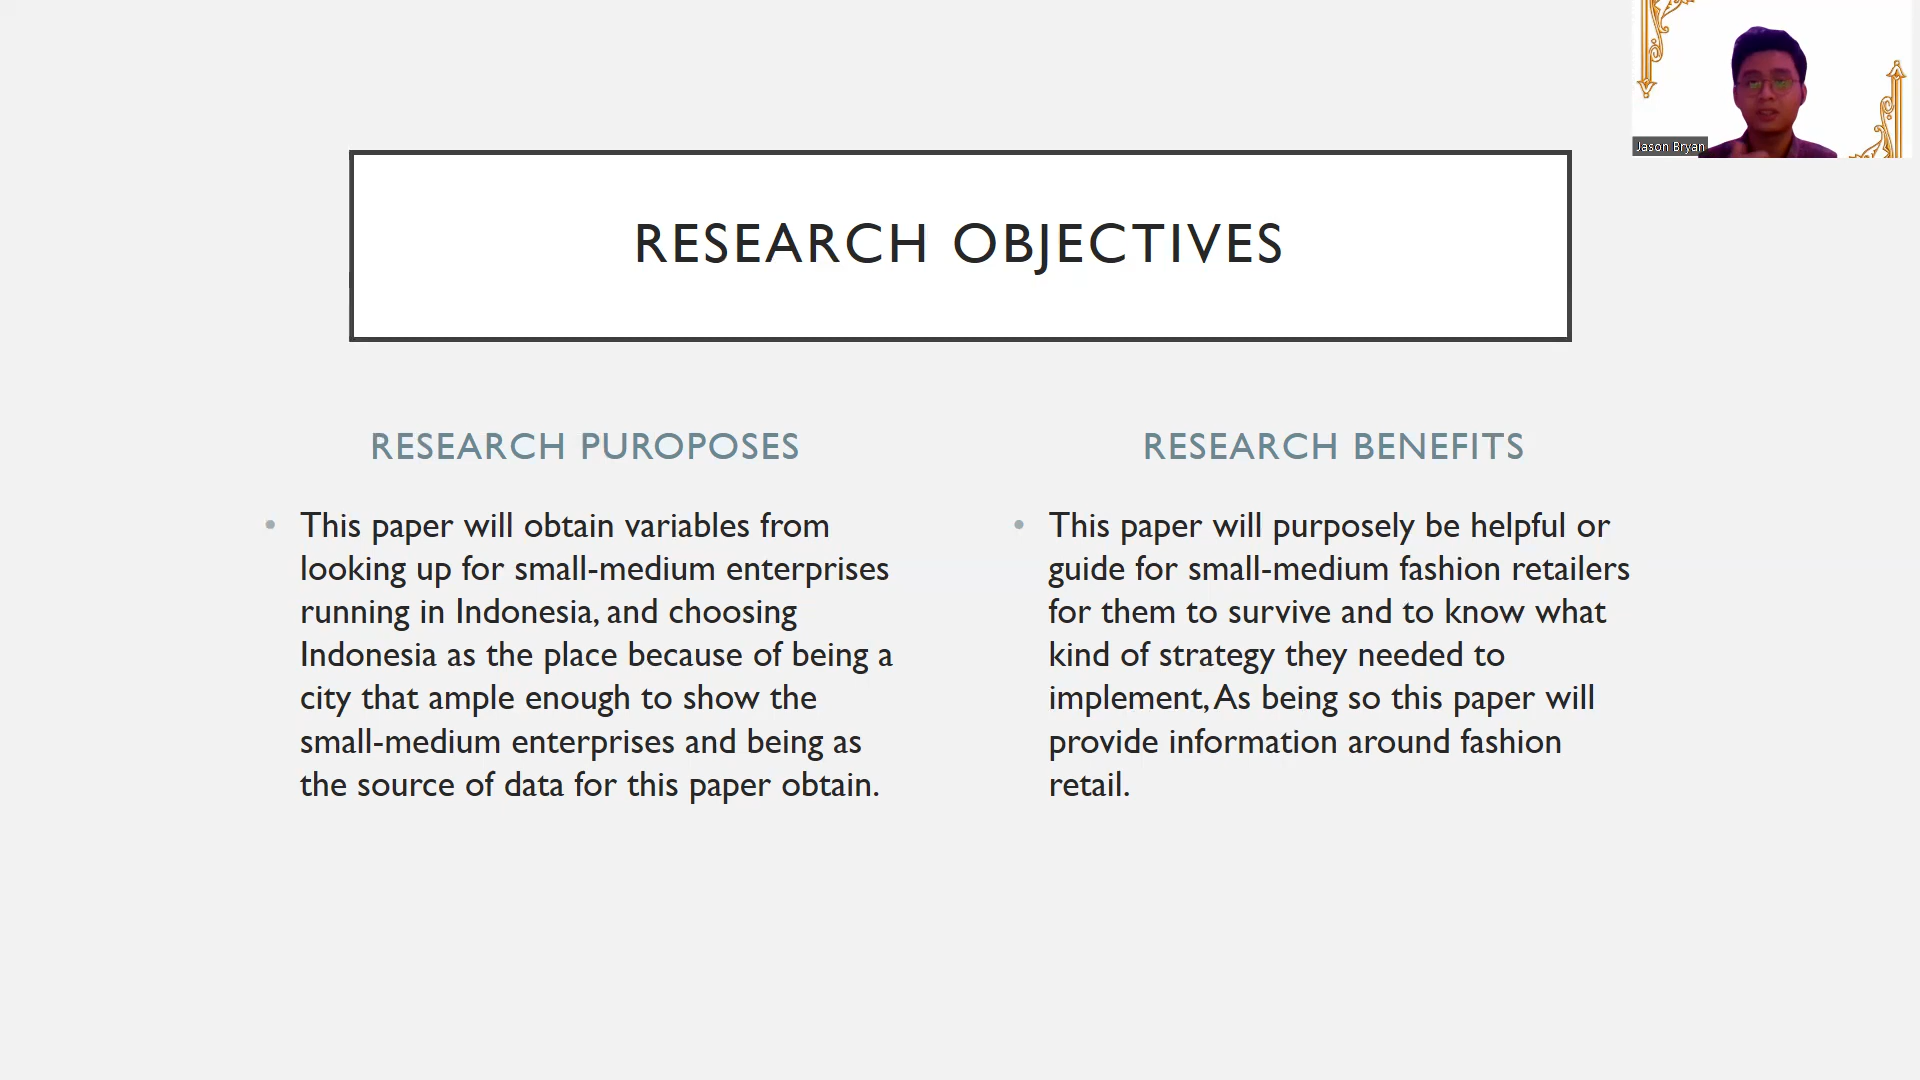 Jason Bryan
RESEARCH OBJECTIVES
RESEARCH PUROPOSES
• This paper will obtain variables from
looking up for small-medium enterprises
running in Indonesia, and choosing
Indonesia as the place because of being a
city that ample enough to show the
small-medium enterprises and being as
the source of data for this paper obtain.
RESEARCH BENEFITS
• This paper will purposely be helpful or
guide for small-medium fashion retailers
for them to survive and to know what
kind of strategy they needed to
implement, As being so this paper will
provide information around fashion
retail.